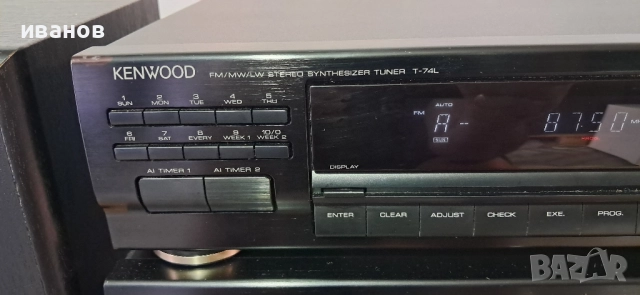 иванов
KENWOOD FM/MW/LW STEREO SYNTHESIZER TUNER T-74L
1 2 3 4 5
SUN MON TUE WED THU
6 7 8 9 10/0
FRI SAT EVERY WEEK 1 WEEK 2
AI TIMER 1 AI TIMER 2
AUTO
FM A- 87.50
DISPLAY
ENTER CLEAR ADJUST CHECK EXE. PROG.
BAZAR